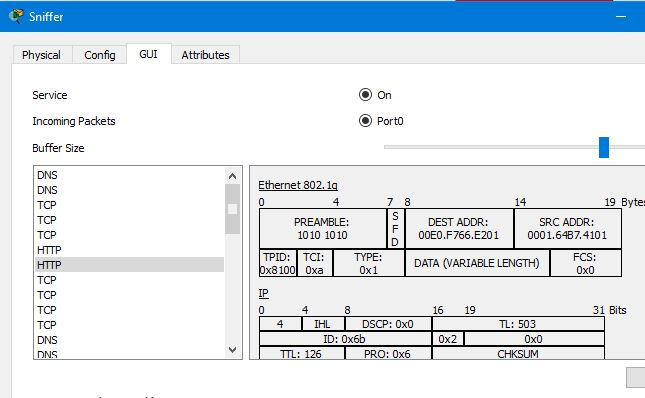 Sniffer
Physical Config GUI Attributes
Service On
Incoming Packets Port0
Buffer Size
DNS
DNS
TCP
TCP
TCP
HTTP
HTTP
TCP
TCP
TCP
TCP
DNS
DNS
Ethernet 802.1q
0 4 7 8 14 19 Bytes
PREAMBLE: 1010 1010
SFD
DEST ADDR: 00E0.F766.E201
SRC ADDR: 0001.64B7.4101
TPID: 0x8100
TCI: 0xa
TYPE: 0x1
DATA (VARIABLE LENGTH)
FCS: 0x0
IP
0 4 8 16 19 31 Bits
4 IHL DSCP: 0x0 TL: 503
ID: 0x6b 0x2 0x0
TTL: 126 PRO: 0x6 CHKSUM